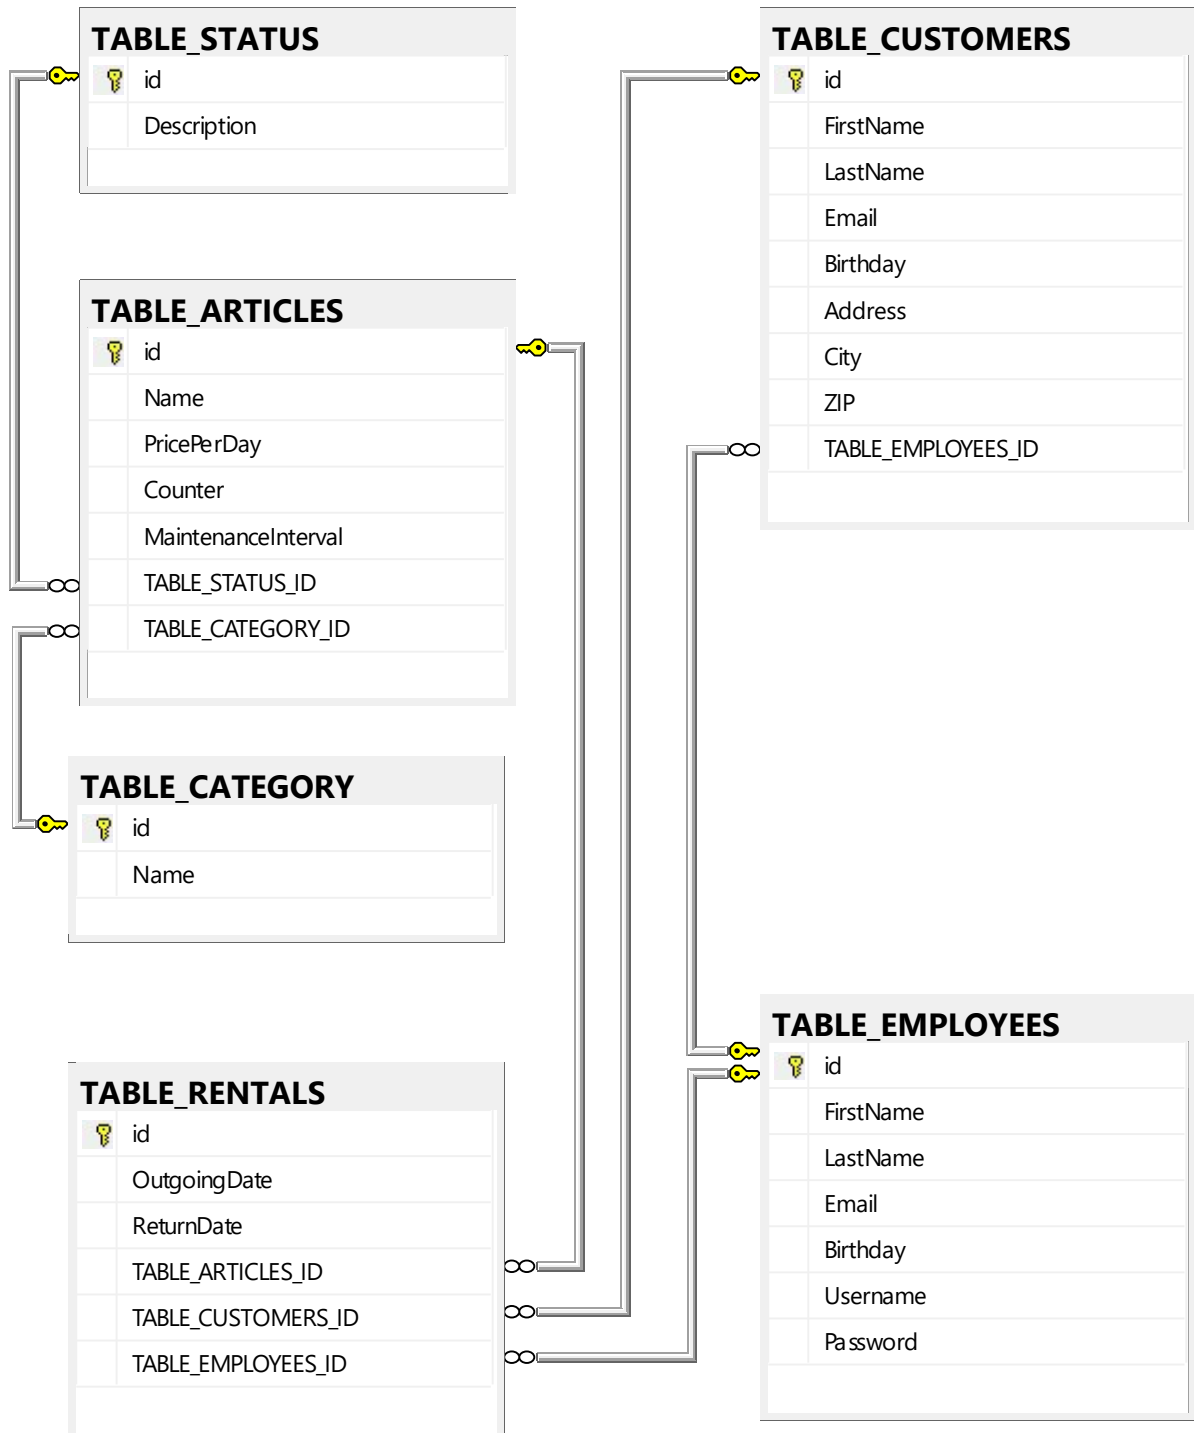 TABLE_STATUS
id
Description
TABLE_ARTICLES
id
Name
PricePerDay
Counter
MaintenanceInterval
TABLE_STATUS_ID
TABLE_CATEGORY_ID
TABLE_CATEGORY
id
Name
TABLE_RENTALS
id
OutgoingDate
ReturnDate
TABLE_ARTICLES_ID
TABLE_CUSTOMERS_ID
TABLE_EMPLOYEES_ID
TABLE_CUSTOMERS
id
FirstName
LastName
Email
Birthday
Address
City
ZIP
TABLE_EMPLOYEES_ID
TABLE_EMPLOYEES
id
FirstName
LastName
Email
Birthday
Username
Password